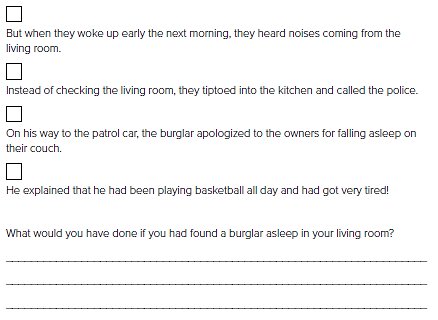 But when they woke up early the next morning, they heard noises coming from the
living room.
Instead of checking the living room, they tiptoed into the kitchen and called the police.
On his way to the patrol car, the burglar apologized to the owners for falling asleep on
their couch.
He explained that he had been playing basketball all day and had got very tired!
What would you have done if you had found a burglar asleep in your living room?